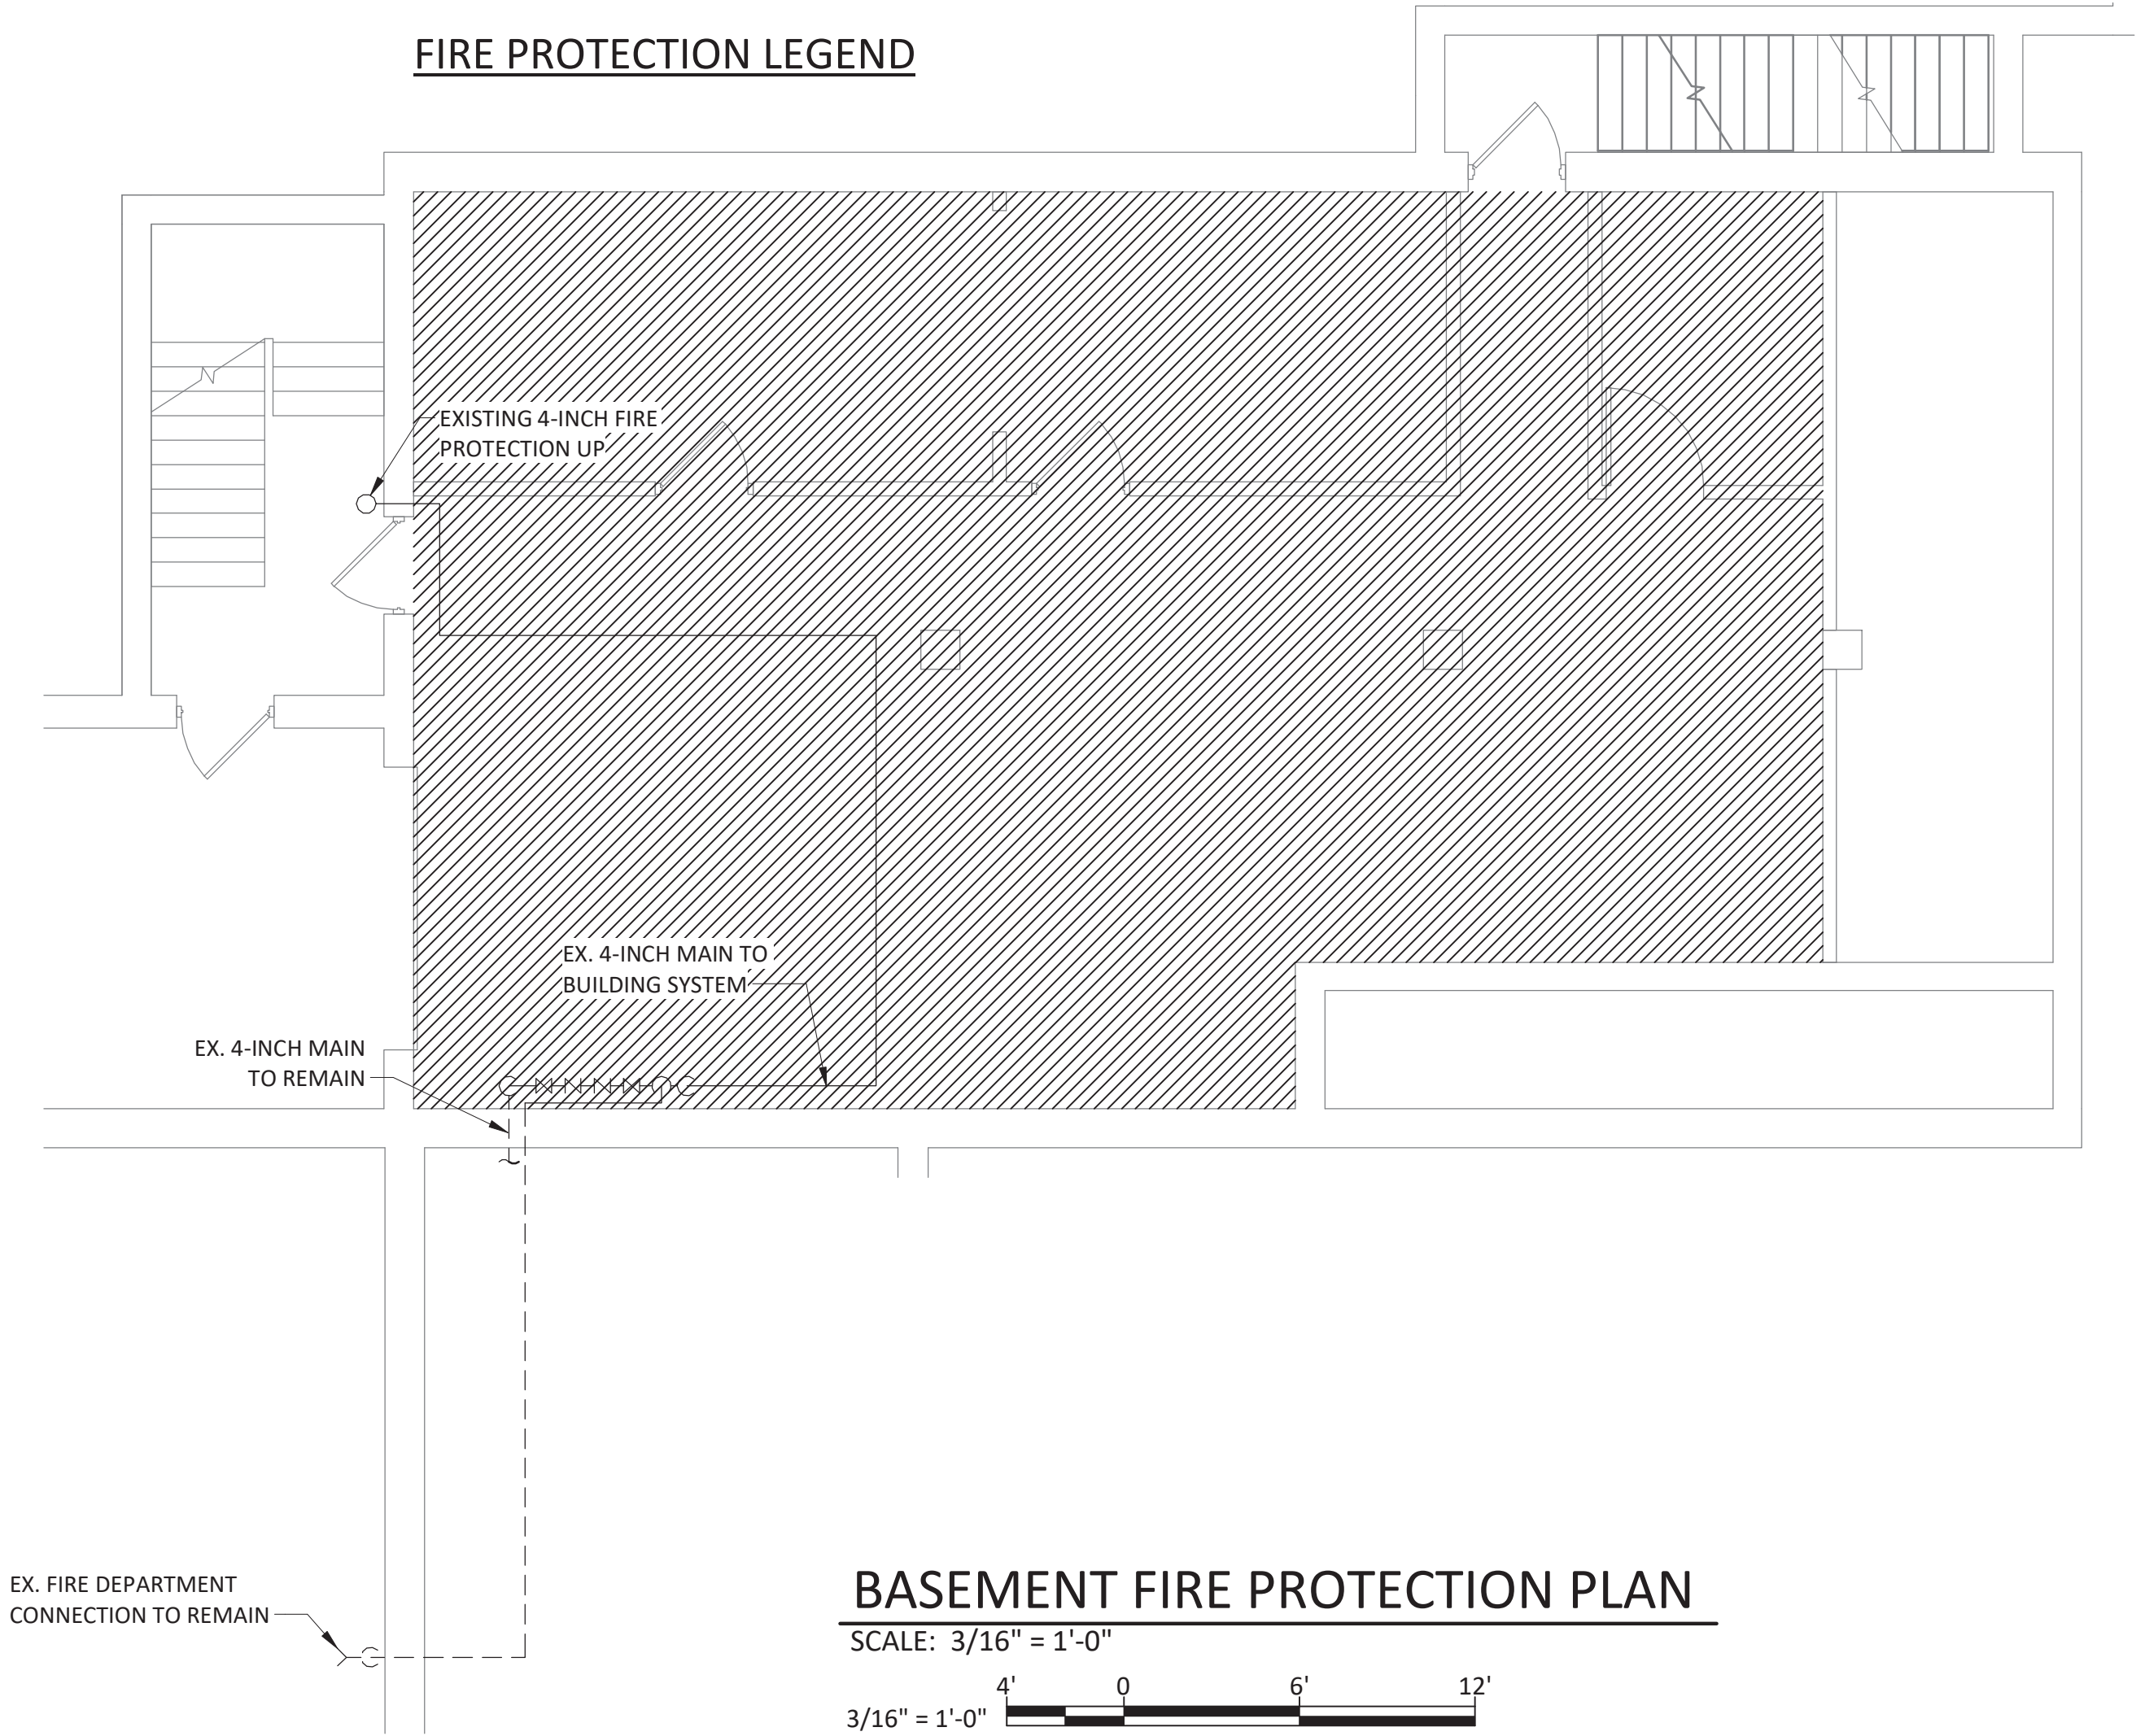 FIRE PROTECTION LEGEND
EXISTING 4-INCH FIRE
PROTECTION UP
EX. 4-INCH MAIN TO
BUILDING SYSTEM
EX. 4-INCH MAIN
TO REMAIN
EX. FIRE DEPARTMENT
CONNECTION TO REMAIN
BASEMENT FIRE PROTECTION PLAN
SCALE: 3/16" = 1'-0"
4' 0 6' 12'
3/16" = 1'-0"